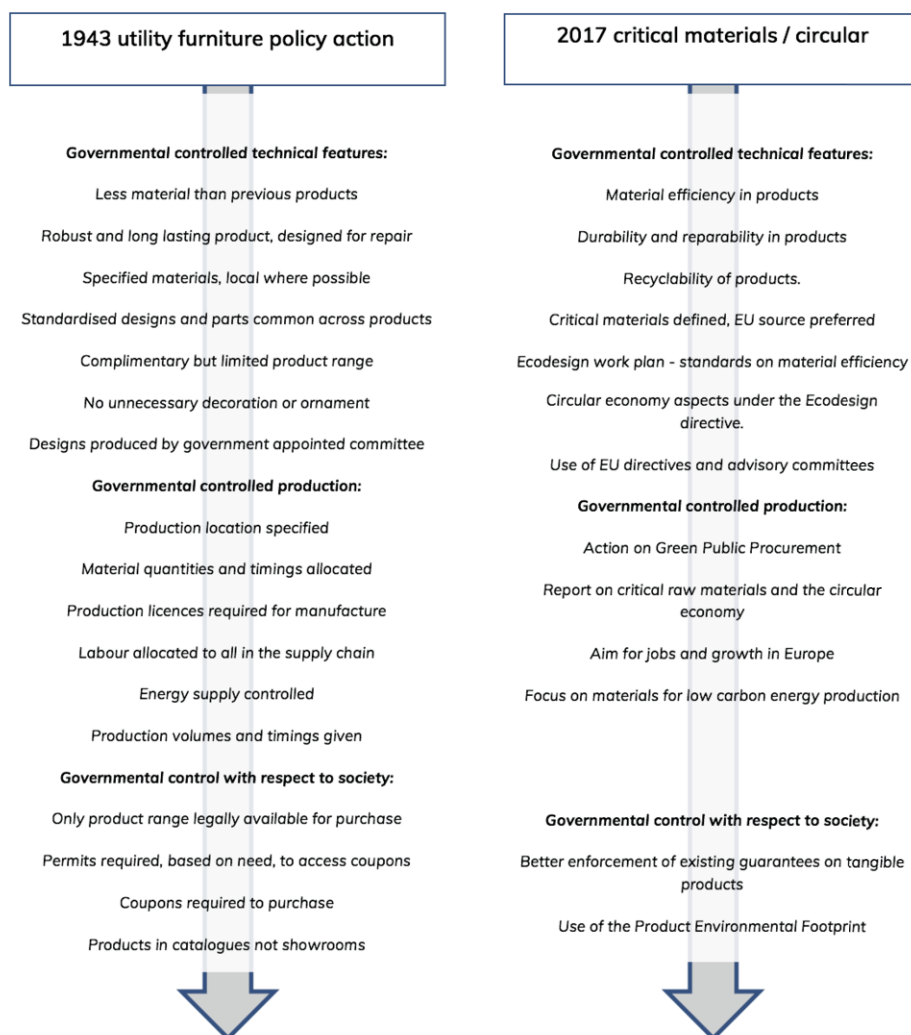 1943 utility furniture policy action
Governmental controlled technical features:
Less material than previous products
Robust and long lasting product, designed for repair
Specified materials, local where possible
Standardised designs and parts common across products
Complimentary but limited product range
No unnecessary decoration or ornament
Designs produced by government appointed committee
Governmental controlled production:
Production location specified
Material quantities and timings allocated
Production licences required for manufacture
Labour allocated to all in the supply chain
Energy supply controlled
Production volumes and timings given
Governmental control with respect to society:
Only product range legally available for purchase
Permits required, based on need, to access coupons
Coupons required to purchase
Products in catalogues not showrooms
2017 critical materials / circular
Governmental controlled technical features:
Material efficiency in products
Durability and reparability in products
Recyclability of products.
Critical materials defined, EU source preferred
Ecodesign work plan - standards on material efficiency
Circular economy aspects under the Ecodesign
directive.
Use of EU directives and advisory committees
Governmental controlled production:
Action on Green Public Procurement
Report on critical raw materials and the circular
economy
Aim for jobs and growth in Europe
Focus on materials for low carbon energy production
Governmental control with respect to society:
Better enforcement of existing guarantees on tangible
products
Use of the Product Environmental Footprint